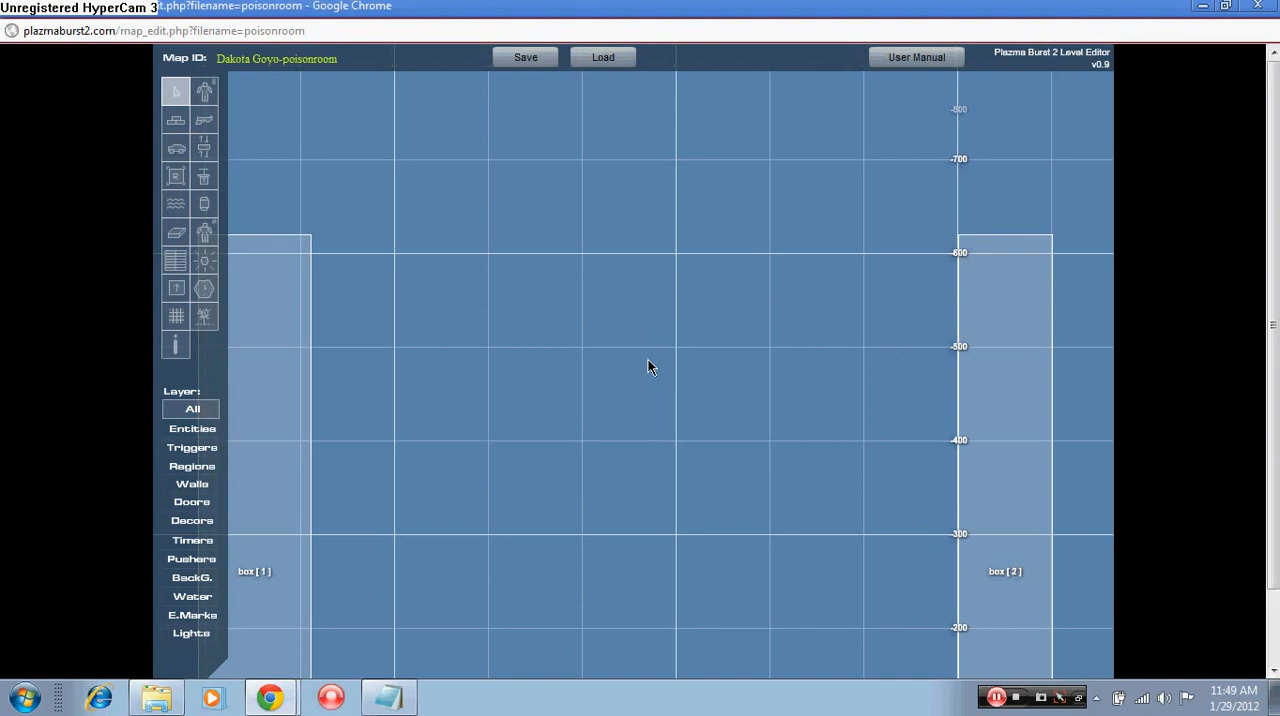 Unregistered HyperCam 3
t.php?filename=poisonroom - Google Chrome
plazmaburst2.com/map_edit.php?filename=poisonroom
Map ID: Dakota Goyo-poisonroom
Save
Load
User Manual
Plazma Burst 2 Level Editor
v0.9
-800
-700
-600
-500
-400
-300
-200
Layer:
All
Entities
Triggers
Regions
Walls
Doors
Decors
Timers
Pushers
BackG.
Water
E.Marks
Lights
box [ 1 ]
box [ 2 ]
11:49 AM
1/29/2012